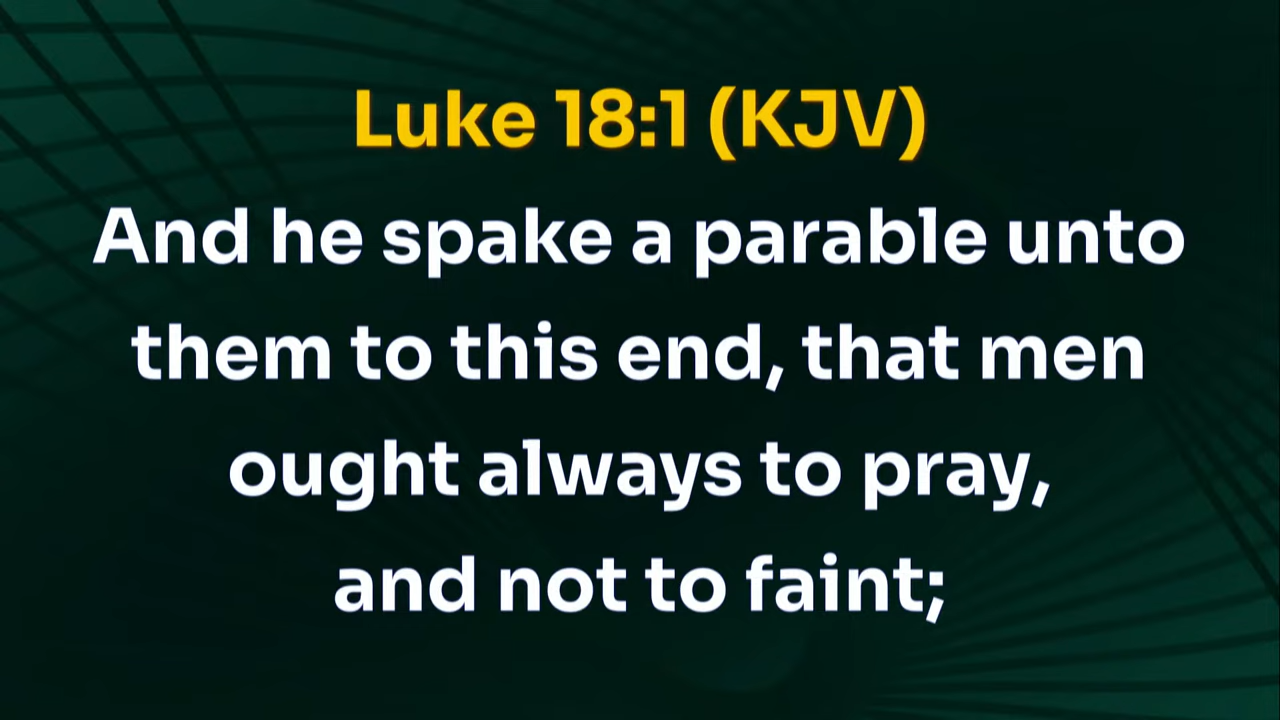 Luke 18:1 (KJV)
And he spake a parable unto
them to this end, that men
ought always to pray,
and not to faint;